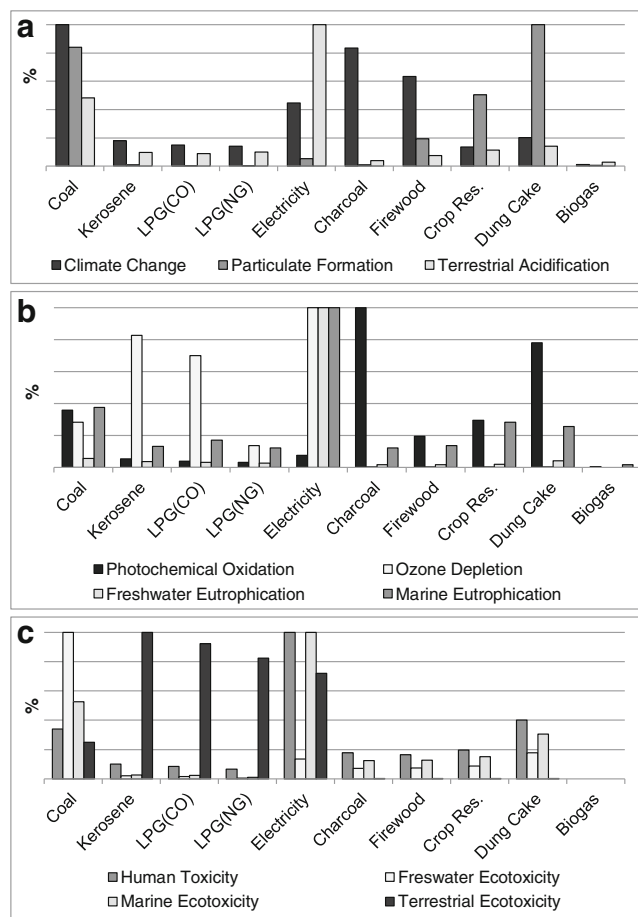 a
%
Coal
Kerosene
LPG(CO)
LPG(NG)
Electricity
Charcoal
Firewood
Crop Res.
Dung Cake
Biogas
Climate Change
Particulate Formation
Terrestrial Acidification
b
%
Coal
Kerosene
LPG(CO)
LPG(NG)
Electricity
Charcoal
Firewood
Crop Res.
Dung Cake
Biogas
Photochemical Oxidation
Ozone Depletion
Freshwater Eutrophication
Marine Eutrophication
c
%
Coal
Kerosene
LPG(CO)
LPG(NG)
Electricity
Charcoal
Firewood
Crop Res.
Dung Cake
Biogas
Human Toxicity
Freswater Ecotoxicity
Marine Ecotoxicity
Terrestrial Ecotoxicity